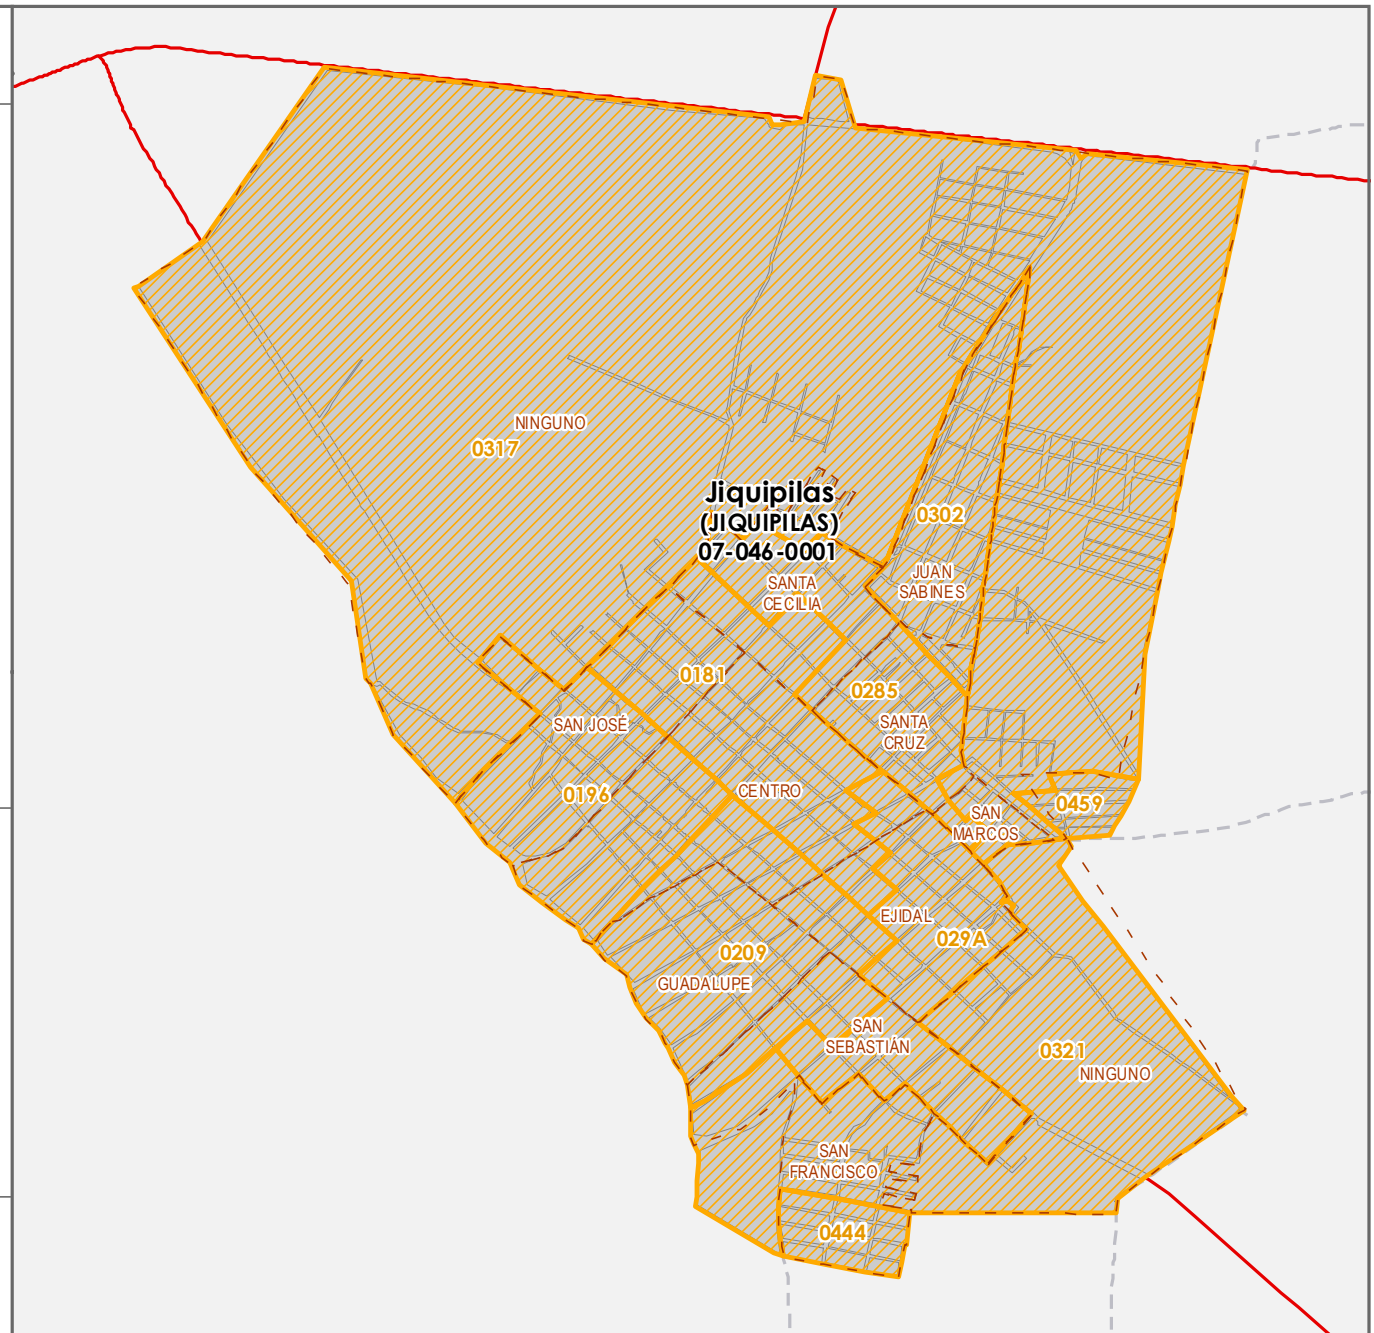 NINGUNO
0317
Jiquipilas
(JIQUIPILAS)
07-046-0001
0302
SANTA
CECILIA
JUAN
SABINES
0181
0285
SAN JOSÉ
SANTA
CRUZ
0196
CENTRO
0459
SAN
MARCOS
EJIDAL
029A
0209
GUADALUPE
SAN
SEBASTIÁN
0321
NINGUNO
SAN
FRANCISCO
0444